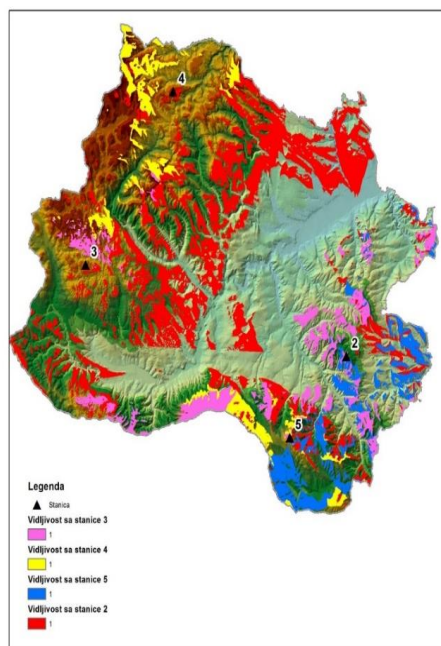 4
3
2
5
Legenda
Stanica
Vidljivost sa stanice 3
1
Vidljivost sa stanice 4
1
Vidljivost sa stanice 5
1
Vidljivost sa stanice 2
1